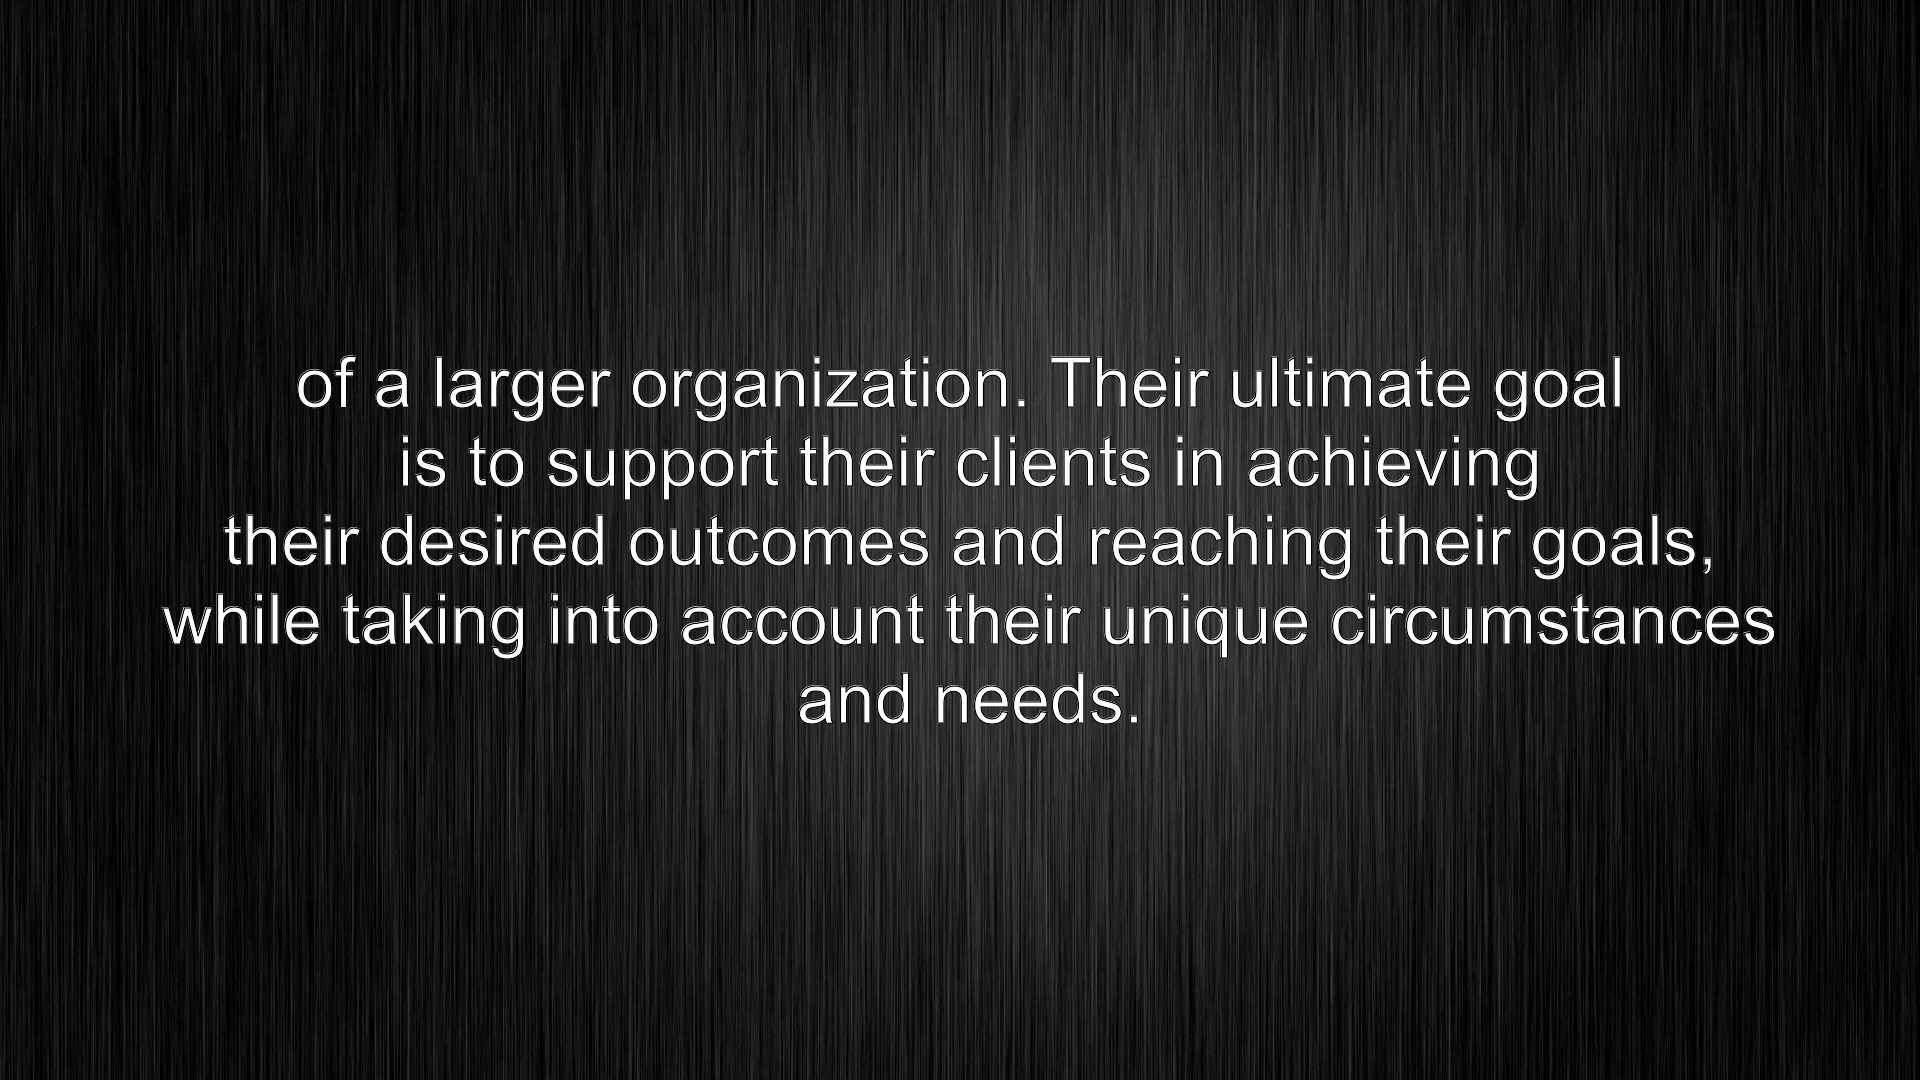 of a larger organization. Their ultimate goal
is to support their clients in achieving
their desired outcomes and reaching their goals,
while taking into account their unique circumstances
and needs.